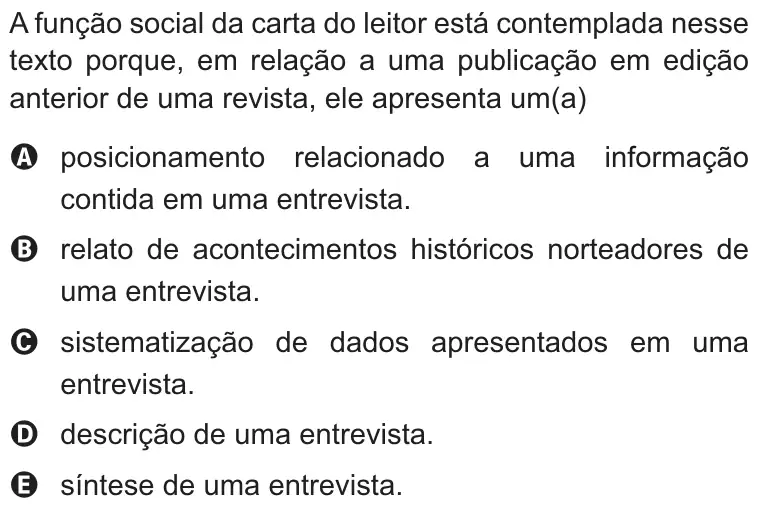 A função social da carta do leitor está contemplada nesse
texto porque, em relação a uma publicação em edição
anterior de uma revista, ele apresenta um(a)
A posicionamento relacionado a uma informação
contida em uma entrevista.
B relato de acontecimentos históricos norteadores de
uma entrevista.
C sistematização de dados apresentados em uma
entrevista.
D descrição de uma entrevista.
E síntese de uma entrevista.